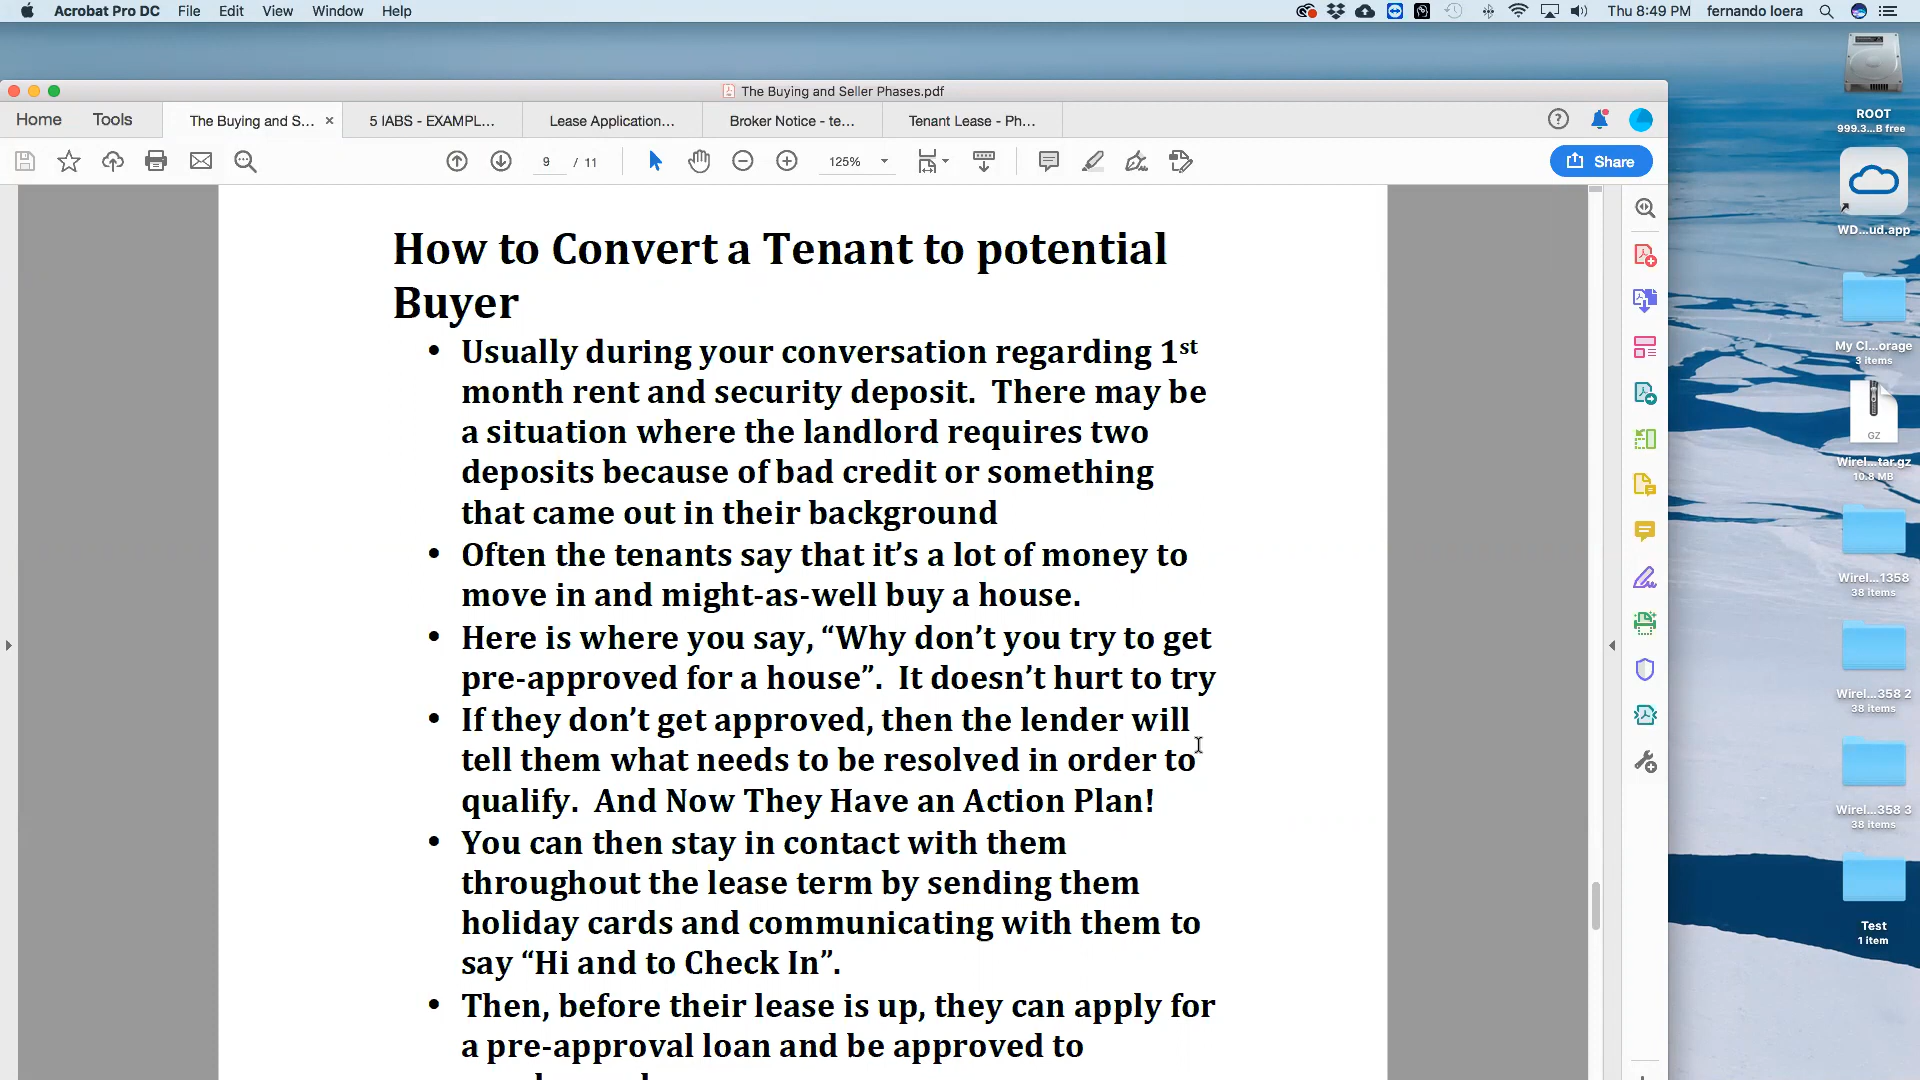 Acrobat Pro DC File Edit View Window Help
Thu 8:49 PM fernando loera
The Buying and Seller Phases.pdf
Home Tools The Buying and S... × 5 IABS - EXAMPL... Lease Application... Broker Notice - te... Tenant Lease - Ph...
9 / 11 125% Share
How to Convert a Tenant to potential
Buyer
• Usually during your conversation regarding 1st
month rent and security deposit. There may be
a situation where the landlord requires two
deposits because of bad credit or something
that came out in their background
• Often the tenants say that it’s a lot of money to
move in and might-as-well buy a house.
• Here is where you say, “Why don’t you try to get
pre-approved for a house”. It doesn’t hurt to try
• If they don’t get approved, then the lender will
tell them what needs to be resolved in order to
qualify. And Now They Have an Action Plan!
• You can then stay in contact with them
throughout the lease term by sending them
holiday cards and communicating with them to
say “Hi and to Check In”.
• Then, before their lease is up, they can apply for
a pre-approval loan and be approved to
ROOT
999.3...B free
WD...ud.app
My Cl...orage
3 items
GZ
Wirel...tar.gz
10.8 MB
Wirel...1358
38 items
Wirel...358 2
38 items
Wirel...358 3
38 items
Test
1 item